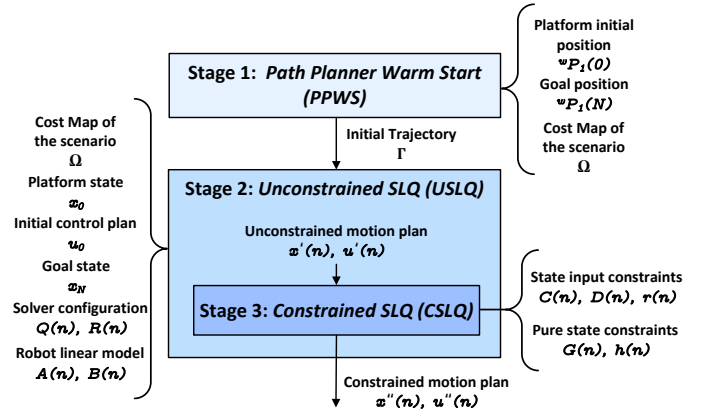 Stage 1: Path Planner Warm Start
(PPWS)
Platform initial
position
ʷP₁(0)
Goal position
ʷP₁(N)
Cost Map of
the scenario
Ω
Initial Trajectory
Γ
Cost Map of
the scenario
Ω
Platform state
x₀
Initial control plan
u₀
Goal state
x_N
Solver configuration
Q(n), R(n)
Robot linear model
A(n), B(n)
Stage 2: Unconstrained SLQ (USLQ)
Unconstrained motion plan
x'(n), u'(n)
Stage 3: Constrained SLQ (CSLQ)
State input constraints
C(n), D(n), r(n)
Pure state constraints
G(n), h(n)
Constrained motion plan
x''(n), u''(n)